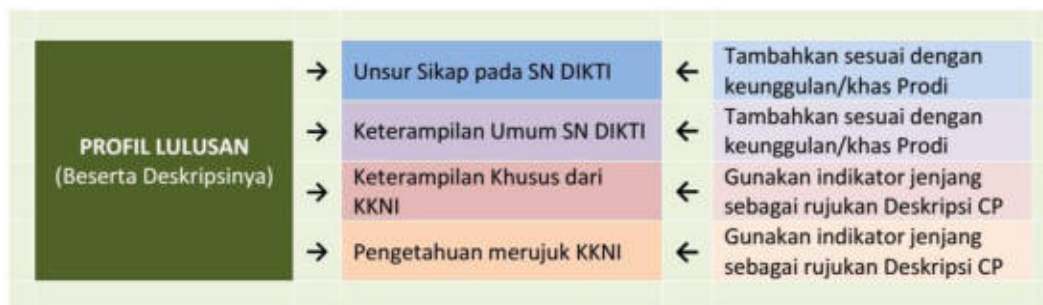 PROFIL LULUSAN
(Beserta Deskripsinya)
→ Unsur Sikap pada SN DIKTI ←
Tambahkan sesuai dengan
keunggulan/khas Prodi
→ Keterampilan Umum SN DIKTI ←
Tambahkan sesuai dengan
keunggulan/khas Prodi
→ Keterampilan Khusus dari
KKNI ←
Gunakan indikator jenjang
sebagai rujukan Deskripsi CP
→ Pengetahuan merujuk KKNI ←
Gunakan indikator jenjang
sebagai rujukan Deskripsi CP